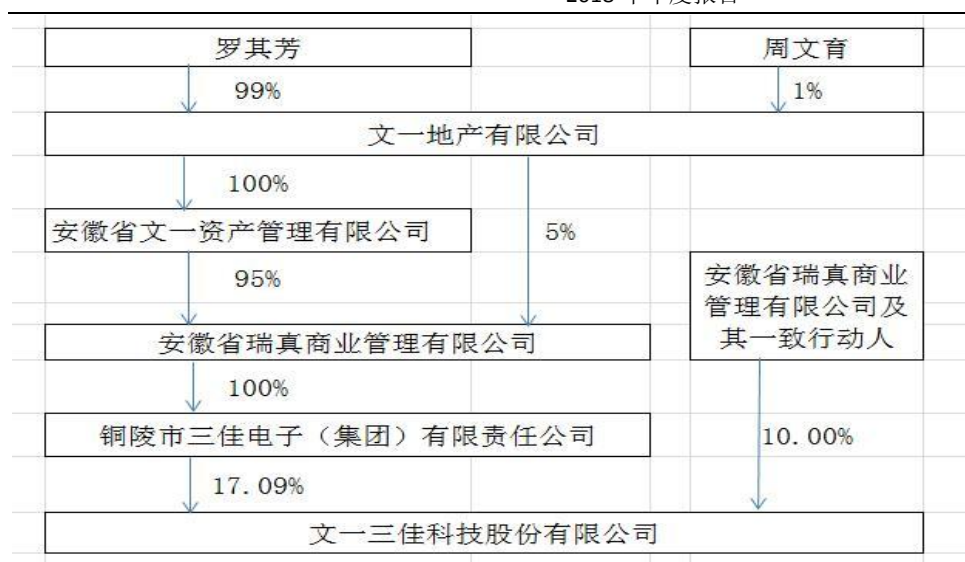 罗其芳
周文育
99%
1%
文一地产有限公司
100%
安徽省文一资产管理有限公司
5%
95%
安徽省瑞真商业
管理有限公司及
其一致行动人
安徽省瑞真商业管理有限公司
100%
铜陵市三佳电子（集团）有限责任公司
10.00%
17.09%
文一三佳科技股份有限公司